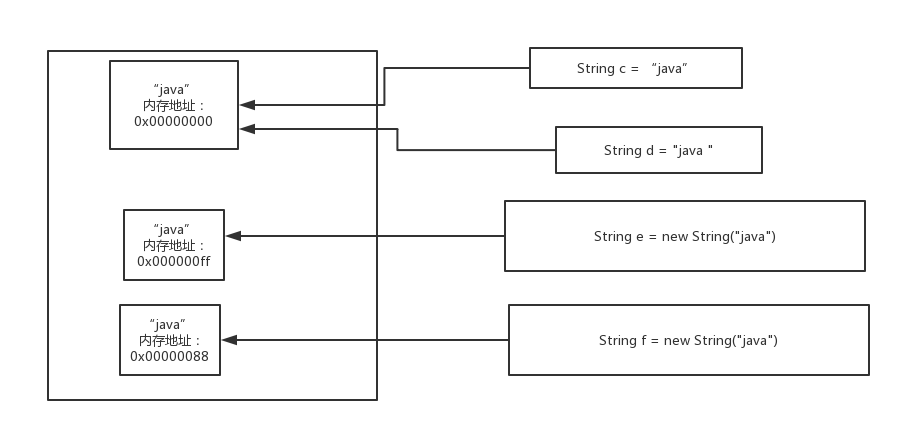 “java”
内存地址：
0x00000000
String c = “java”
String d = "java "
“java”
内存地址：
0x000000ff
String e = new String("java")
“java”
内存地址：
0x00000088
String f = new String("java")